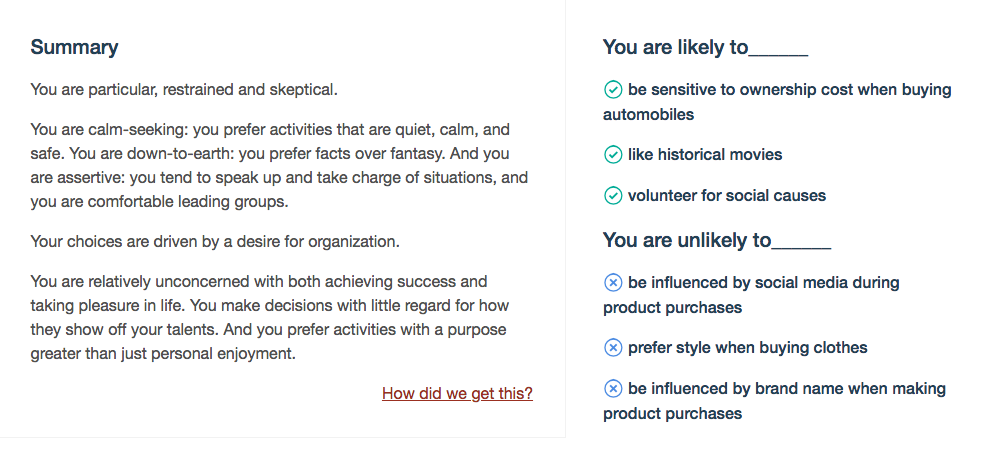 Summary
You are particular, restrained and skeptical.
You are calm-seeking: you prefer activities that are quiet, calm, and
safe. You are down-to-earth: you prefer facts over fantasy. And you
are assertive: you tend to speak up and take charge of situations, and
you are comfortable leading groups.
Your choices are driven by a desire for organization.
You are relatively unconcerned with both achieving success and
taking pleasure in life. You make decisions with little regard for how
they show off your talents. And you prefer activities with a purpose
greater than just personal enjoyment.
How did we get this?
You are likely to______
be sensitive to ownership cost when buying
automobiles
like historical movies
volunteer for social causes
You are unlikely to______
be influenced by social media during
product purchases
prefer style when buying clothes
be influenced by brand name when making
product purchases